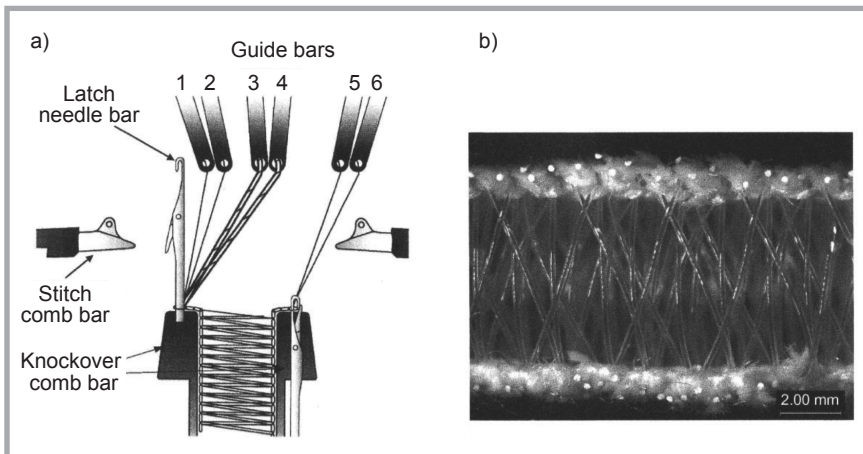 a)
Guide bars
1 2 3 4 5 6
Latch
needle bar
Stitch
comb bar
Knockover
comb bar
b)
2.00 mm